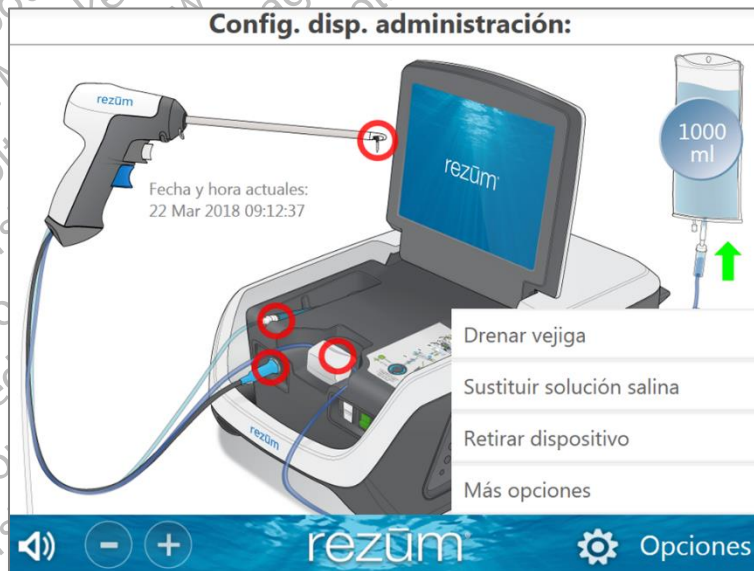 Config. disp. administración:
rezūm
1000
ml
rezūm
Fecha y hora actuales:
22 Mar 2018 09:12:37
Drenar vejiga
Sustituir solución salina
Retirar dispositivo
Más opciones
rezūm
rezūm
Opciones